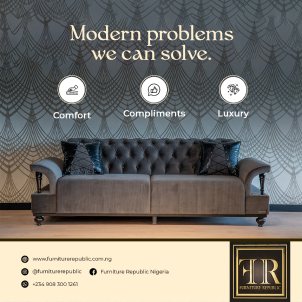 Modern problems
we can solve.
Comfort
Compliments
Luxury
www.furniturerepublic.com.ng
@furniturerepublic
Furniture Republic Nigeria
+234 908 300 1261
FR
FURNITURE REPUBLIC